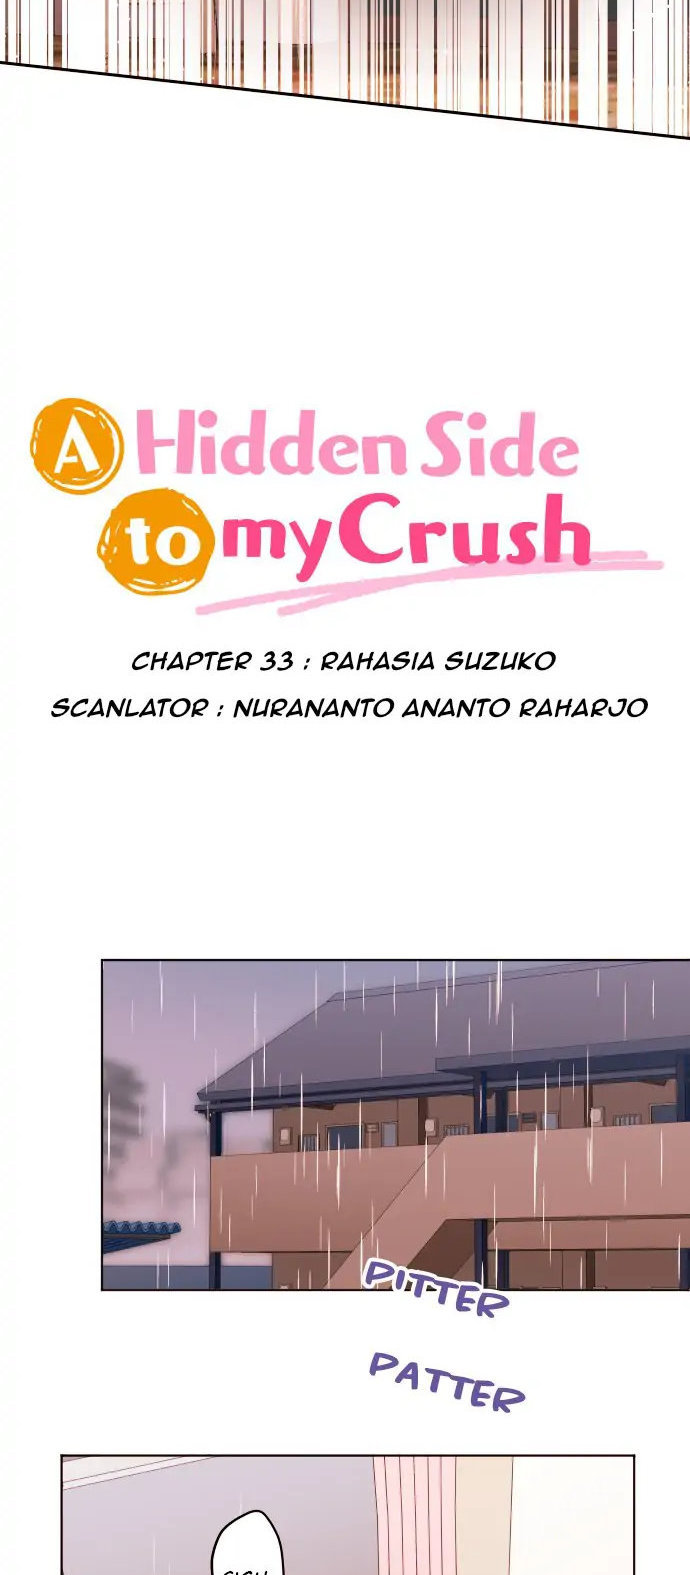 A Hidden Side
to my Crush
CHAPTER 33 : RAHASIA SUZUKO
SCANLATOR : NURANANTO ANANTO RAHARJO
PITTER
PATTER